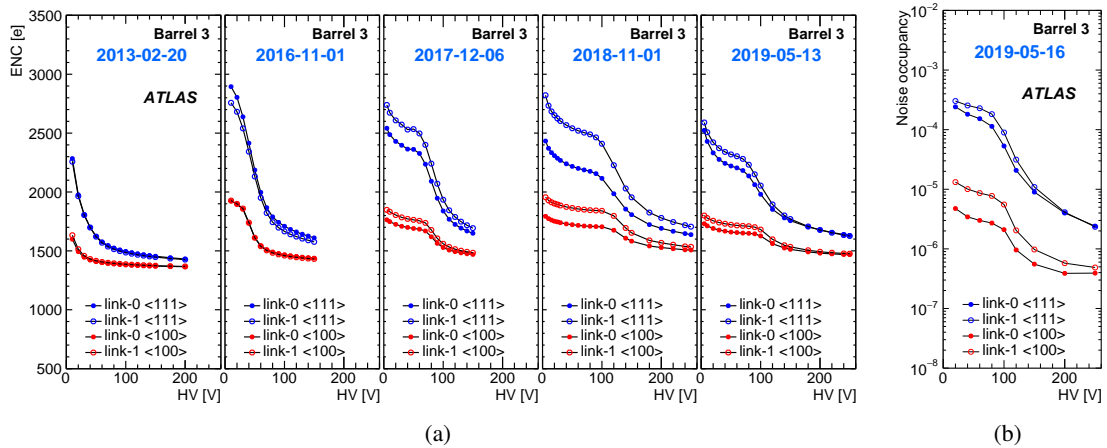 ENC [e]
3500
3000
2500
2000
1500
1000
500
Barrel 3
2013-02-20
ATLAS
link-0 <111>
link-1 <111>
link-0 <100>
link-1 <100>
0 100 200
HV [V]
Barrel 3
2016-11-01
link-0 <111>
link-1 <111>
link-0 <100>
link-1 <100>
0 100 200
HV [V]
Barrel 3
2017-12-06
link-0 <111>
link-1 <111>
link-0 <100>
link-1 <100>
0 100 200
HV [V]
Barrel 3
2018-11-01
link-0 <111>
link-1 <111>
link-0 <100>
link-1 <100>
0 100 200
HV [V]
Barrel 3
2019-05-13
link-0 <111>
link-1 <111>
link-0 <100>
link-1 <100>
0 100 200
HV [V]
(a)
Noise occupancy
10⁻²
10⁻³
10⁻⁴
10⁻⁵
10⁻⁶
10⁻⁷
10⁻⁸
Barrel 3
2019-05-16
ATLAS
link-0 <111>
link-1 <111>
link-0 <100>
link-1 <100>
0 100 200
HV [V]
(b)